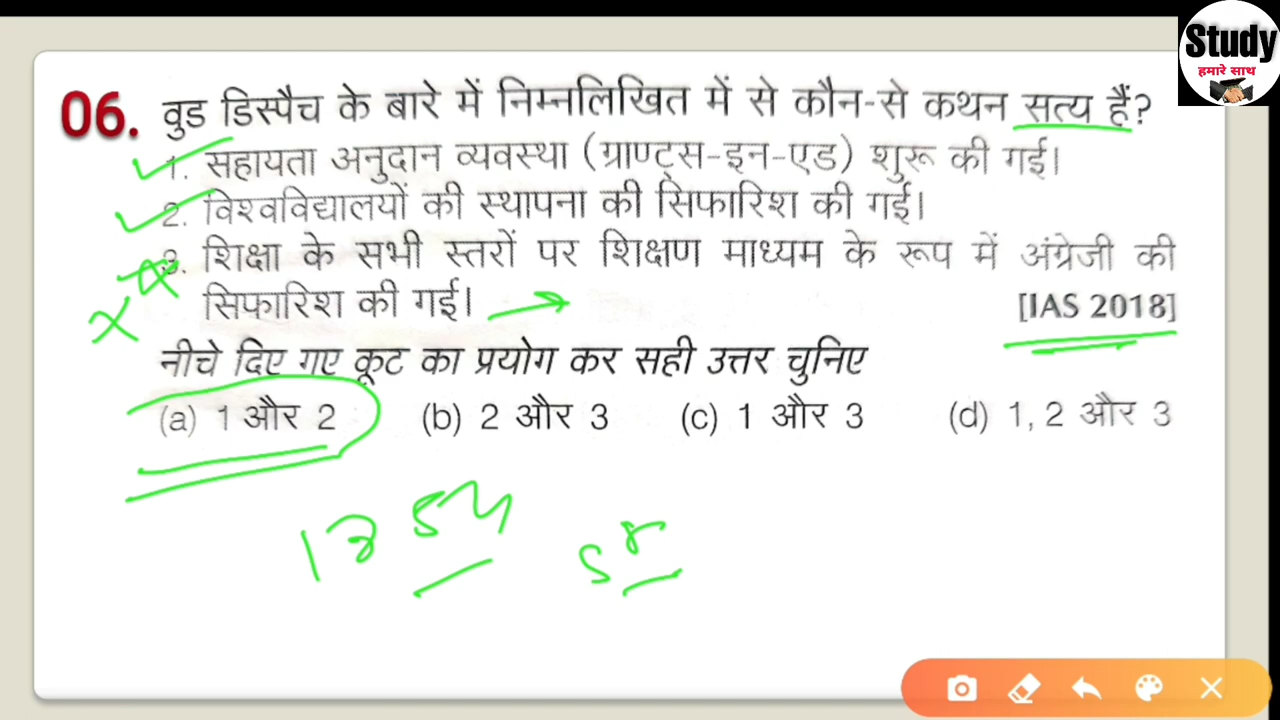 Study
हमारे साथ
06. वुड डिस्पैच के बारे में निम्नलिखित में से कौन-से कथन सत्य हैं?
1. सहायता अनुदान व्यवस्था (ग्राण्ट्स-इन-एड) शुरू की गई।
2. विश्वविद्यालयों की स्थापना की सिफारिश की गई।
3. शिक्षा के सभी स्तरों पर शिक्षण माध्यम के रूप में अंग्रेजी की
सिफारिश की गई। [IAS 2018]
नीचे दिए गए कूट का प्रयोग कर सही उत्तर चुनिए
(a) 1 और 2 (b) 2 और 3 (c) 1 और 3 (d) 1, 2 और 3